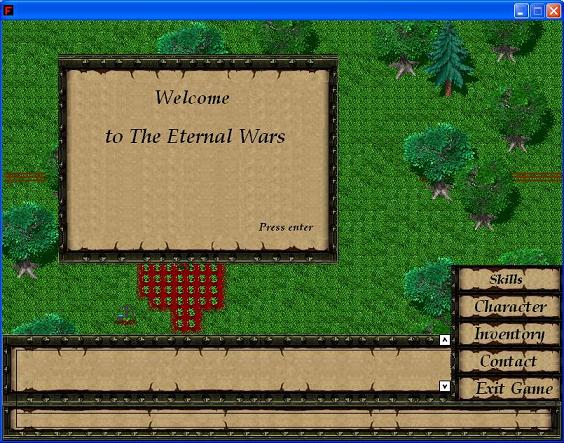 F
Welcome
to The Eternal Wars
Press enter
Skills
Character
Inventory
Contact
Exit Game